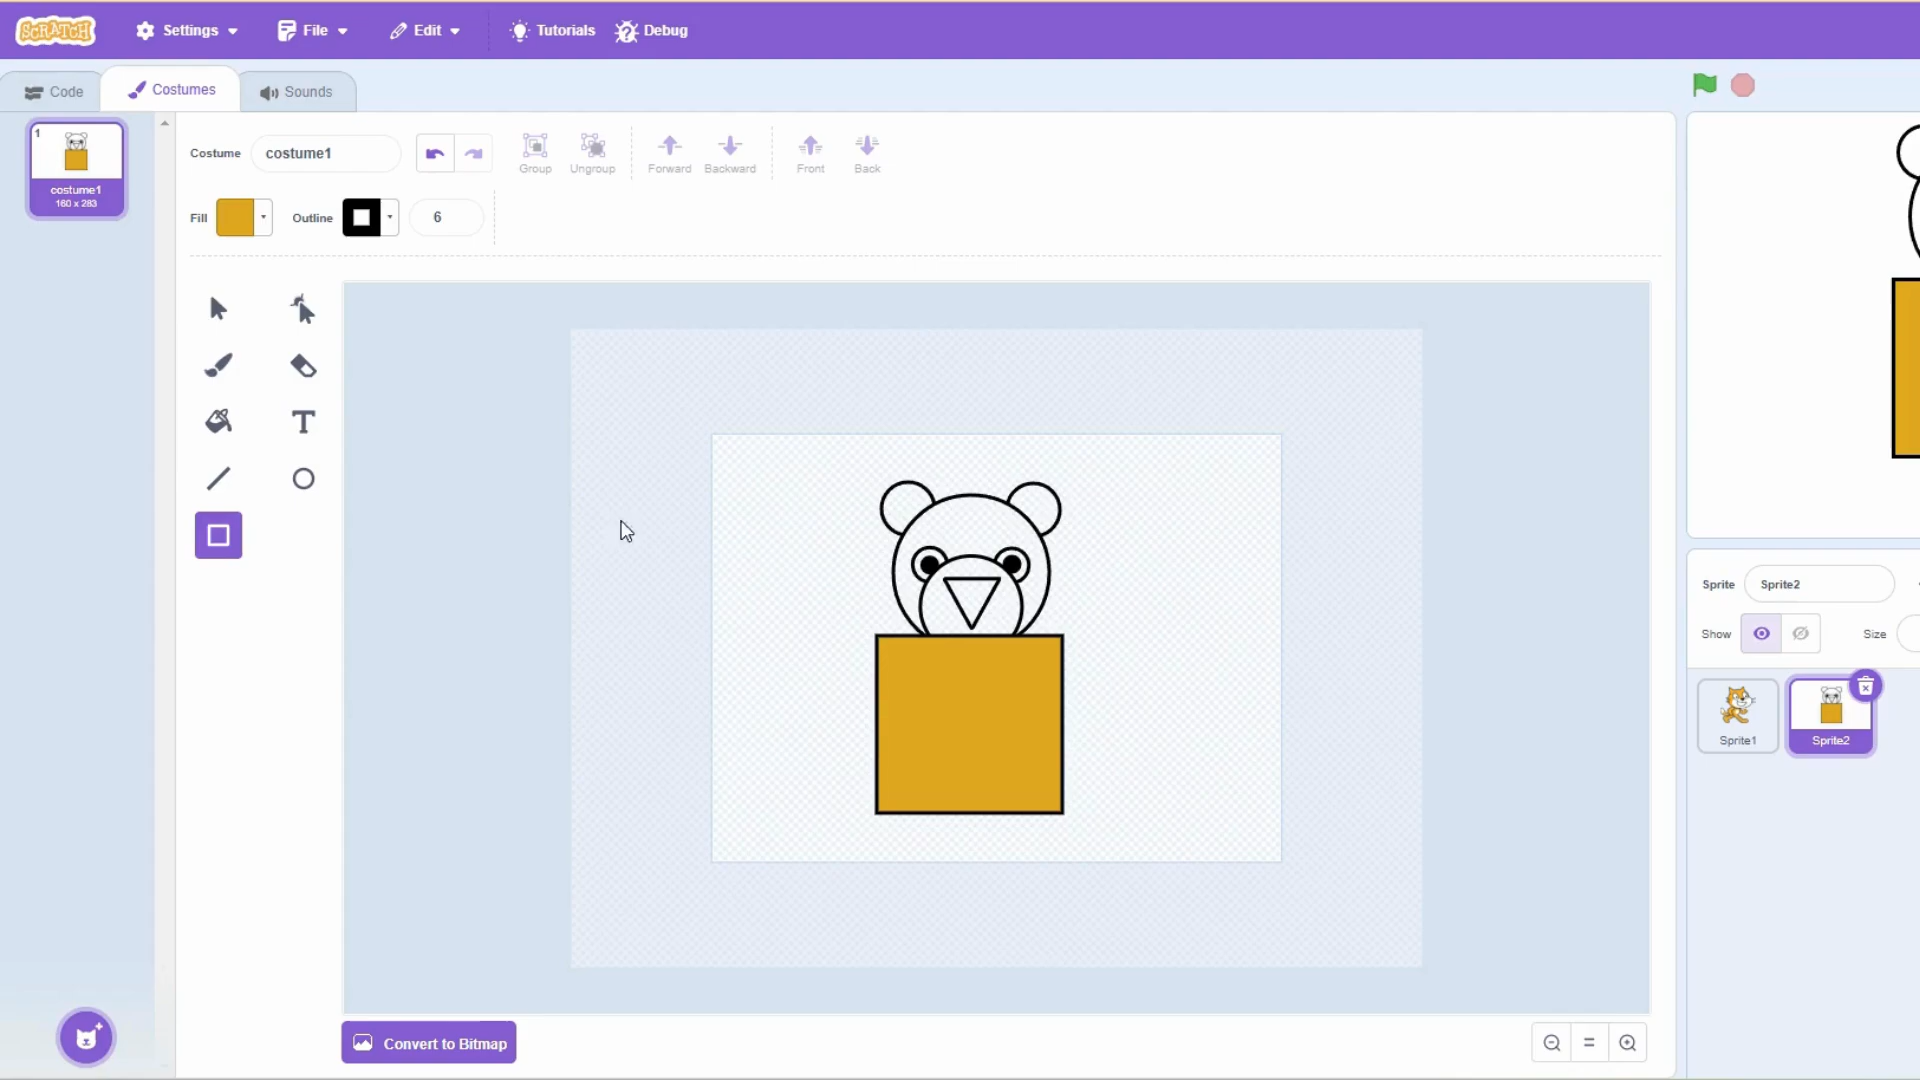 SCRATCH
Settings
File
Edit
Tutorials
Debug
Code
Costumes
Sounds
1
costume1
160 x 283
Costume
costume1
Group
Ungroup
Forward
Backward
Front
Back
Fill
Outline
6
T
Convert to Bitmap
Sprite
Sprite2
Show
Size
Sprite1
Sprite2